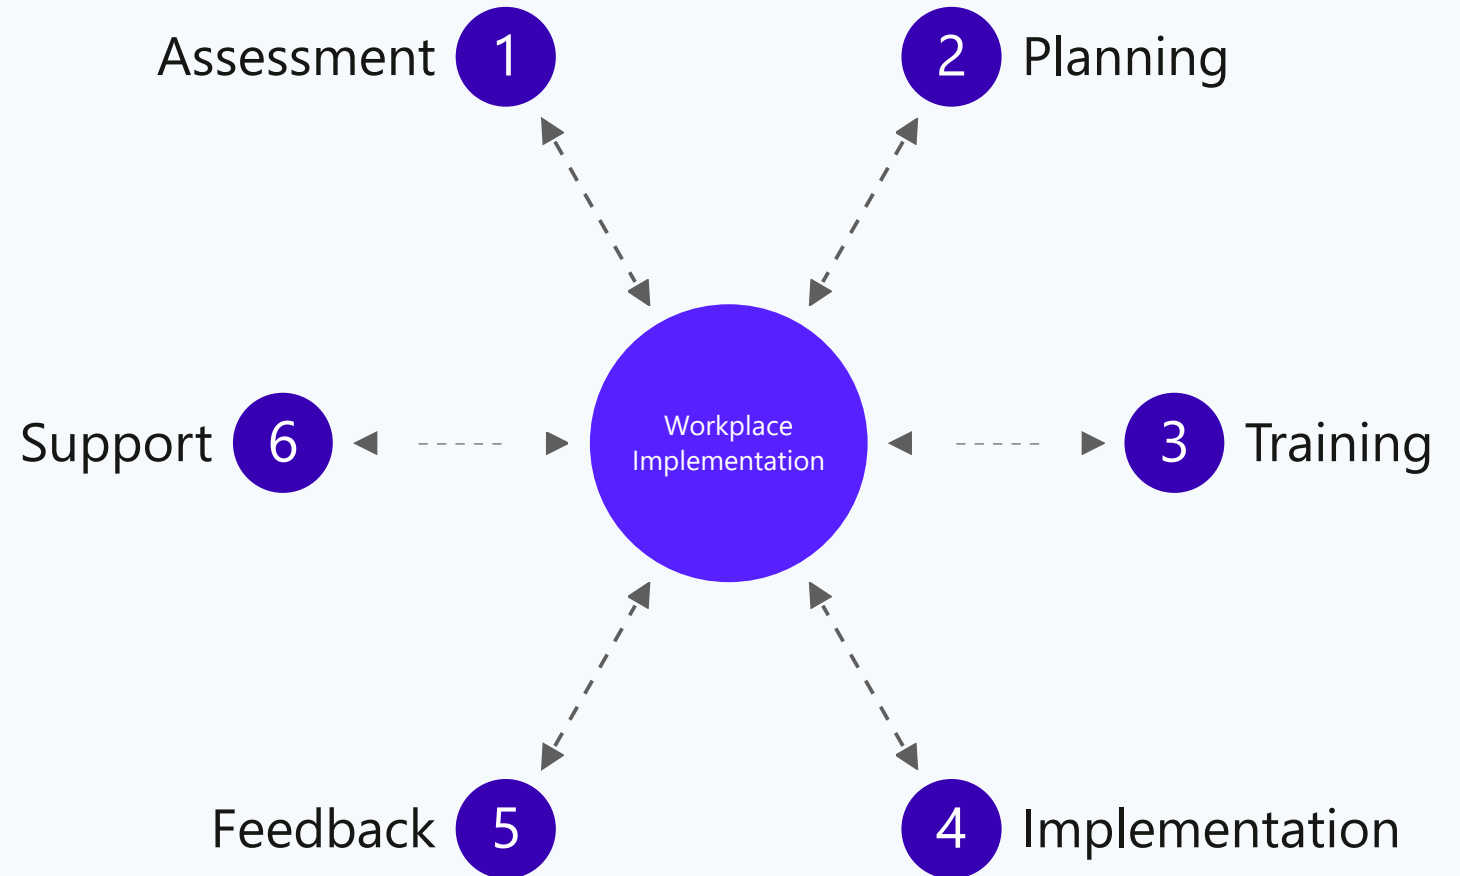 Assessment 1
2 Planning
Support 6
Workplace
Implementation
3 Training
Feedback 5
4 Implementation